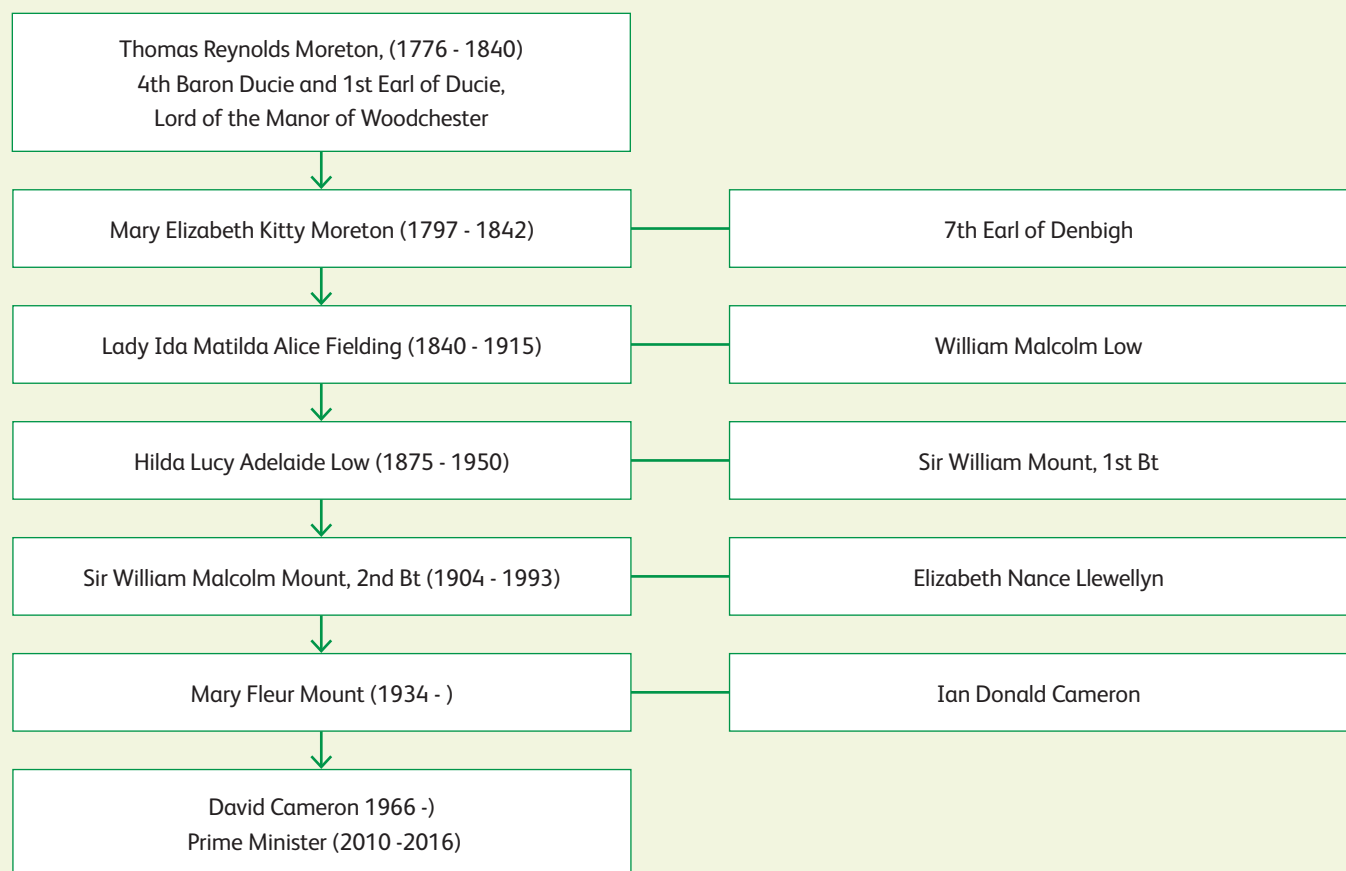 Thomas Reynolds Moreton, (1776 - 1840)
4th Baron Ducie and 1st Earl of Ducie,
Lord of the Manor of Woodchester
Mary Elizabeth Kitty Moreton (1797 - 1842)
7th Earl of Denbigh
Lady Ida Matilda Alice Fielding (1840 - 1915)
William Malcolm Low
Hilda Lucy Adelaide Low (1875 - 1950)
Sir William Mount, 1st Bt
Sir William Malcolm Mount, 2nd Bt (1904 - 1993)
Elizabeth Nance Llewellyn
Mary Fleur Mount (1934 - )
Ian Donald Cameron
David Cameron 1966 -)
Prime Minister (2010 -2016)